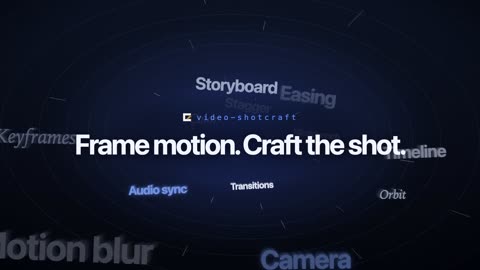 Storyboard
Easing
Stagger
video-shotcraft
Keyframes
Frame motion. Craft the shot.
Timeline
Audio sync
Transitions
Orbit
Motion blur
Camera